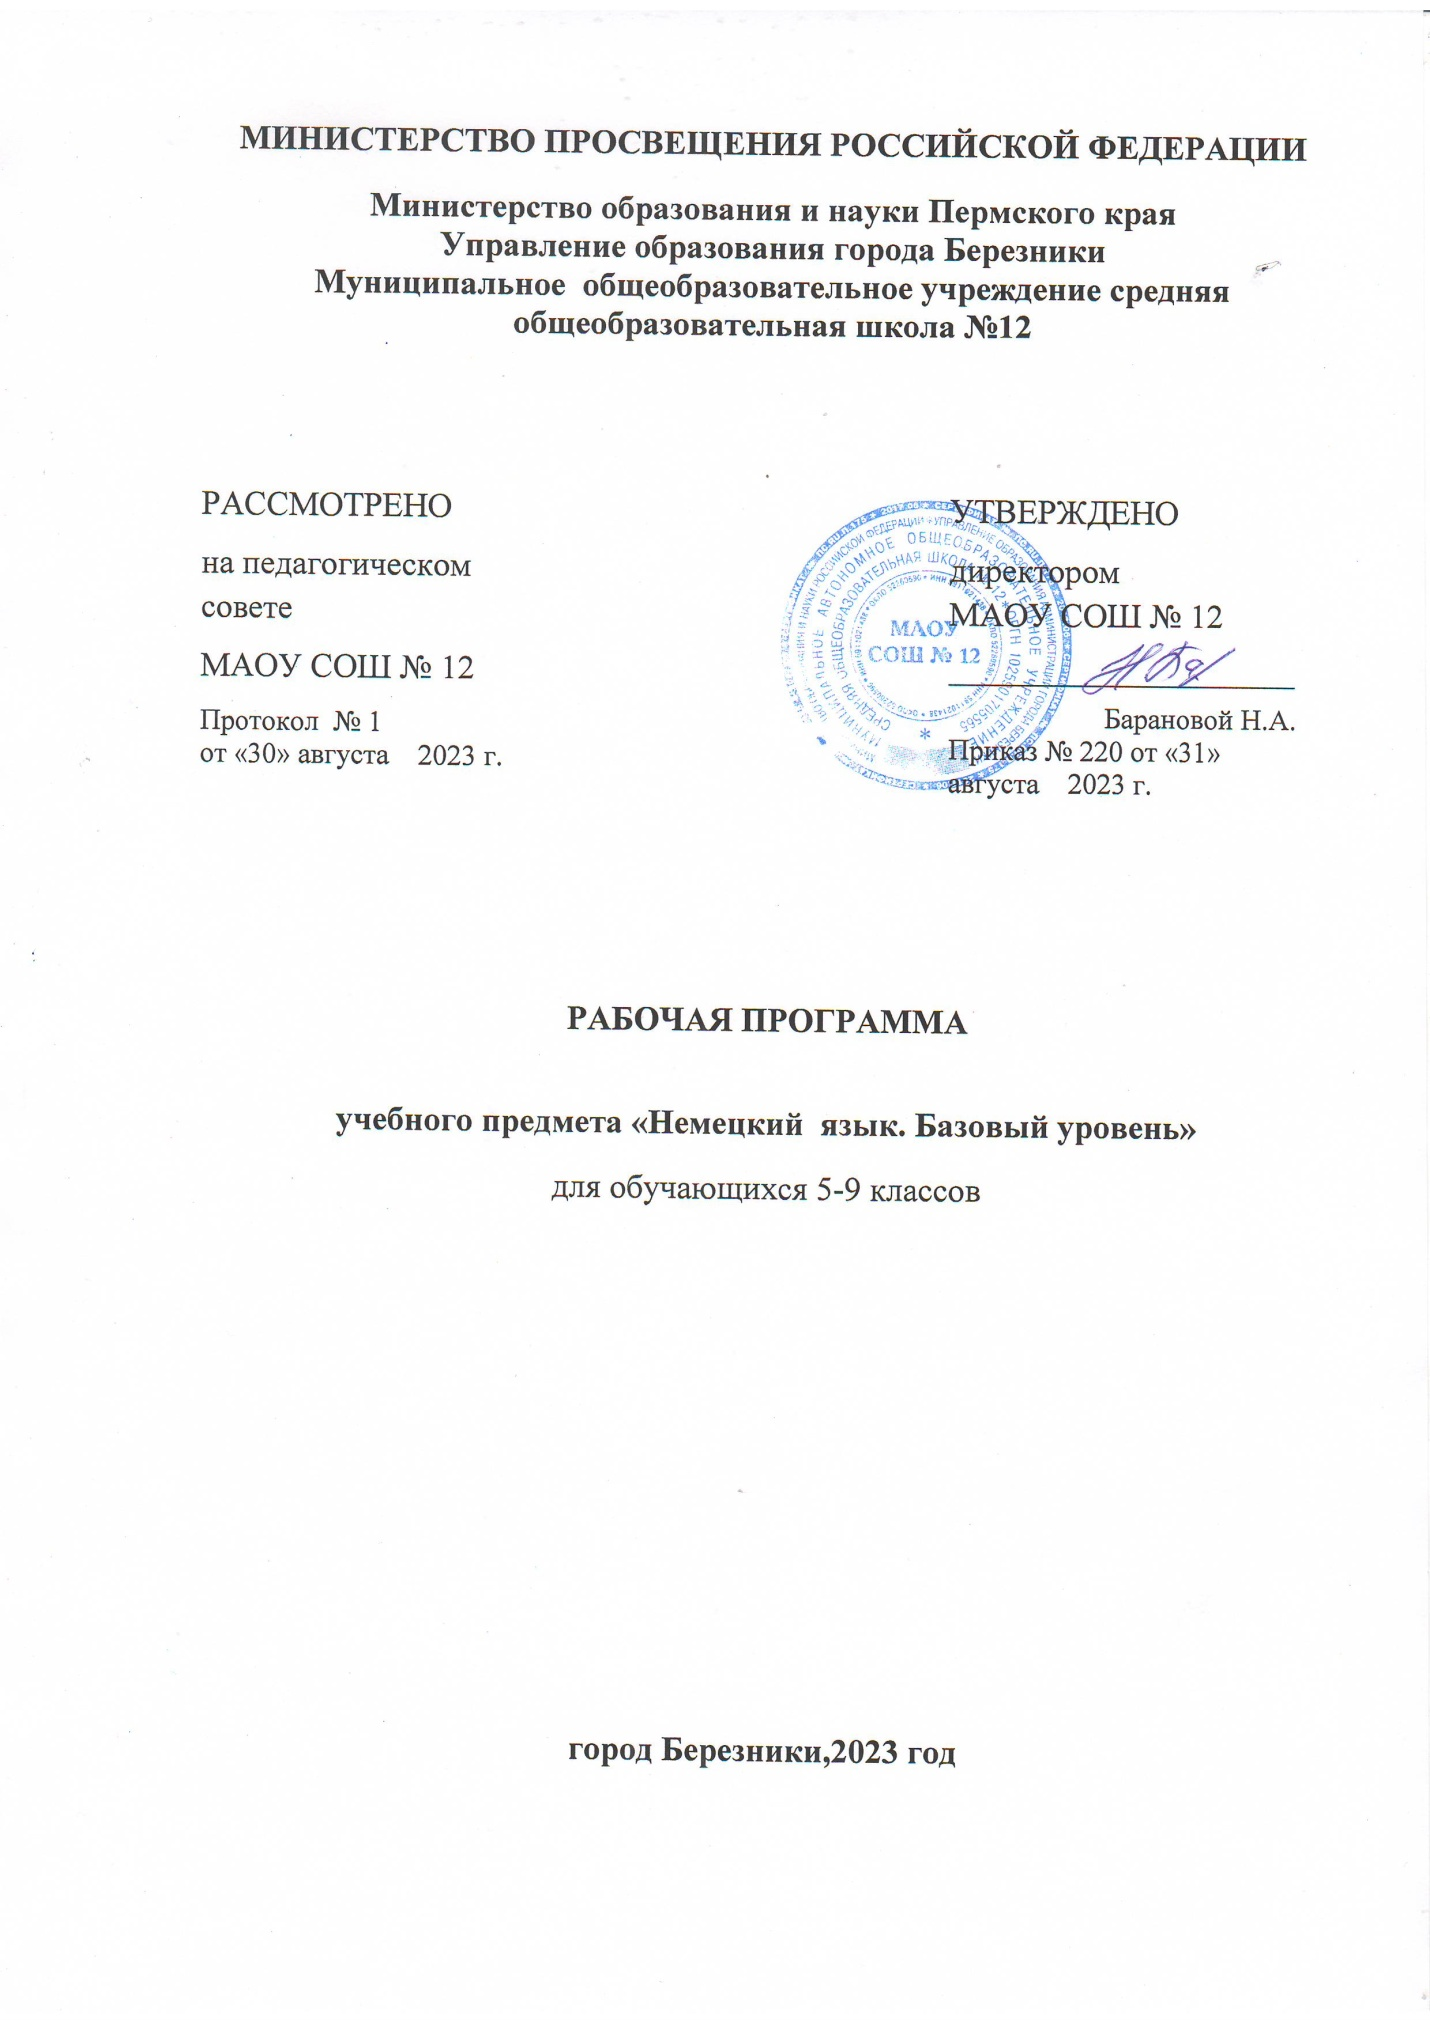 МИНИСТЕРСТВО ПРОСВЕЩЕНИЯ РОССИЙСКОЙ ФЕДЕРАЦИИ
Министерство образования и науки Пермского края
Управление образования города Березники
Муниципальное общеобразовательное учреждение средняя
общеобразовательная школа №12
РАССМОТРЕНО
на педагогическом
совете
МАОУ СОШ № 12
Протокол № 1
от «30» августа 2023 г.
УТВЕРЖДЕНО
директором
МАОУ СОШ № 12
Барановой Н.А.
Приказ № 220 от «31»
августа 2023 г.
МАОУ
СОШ № 12
РАБОЧАЯ ПРОГРАММА
учебного предмета «Немецкий язык. Базовый уровень»
для обучающихся 5-9 классов
город Березники,2023 год